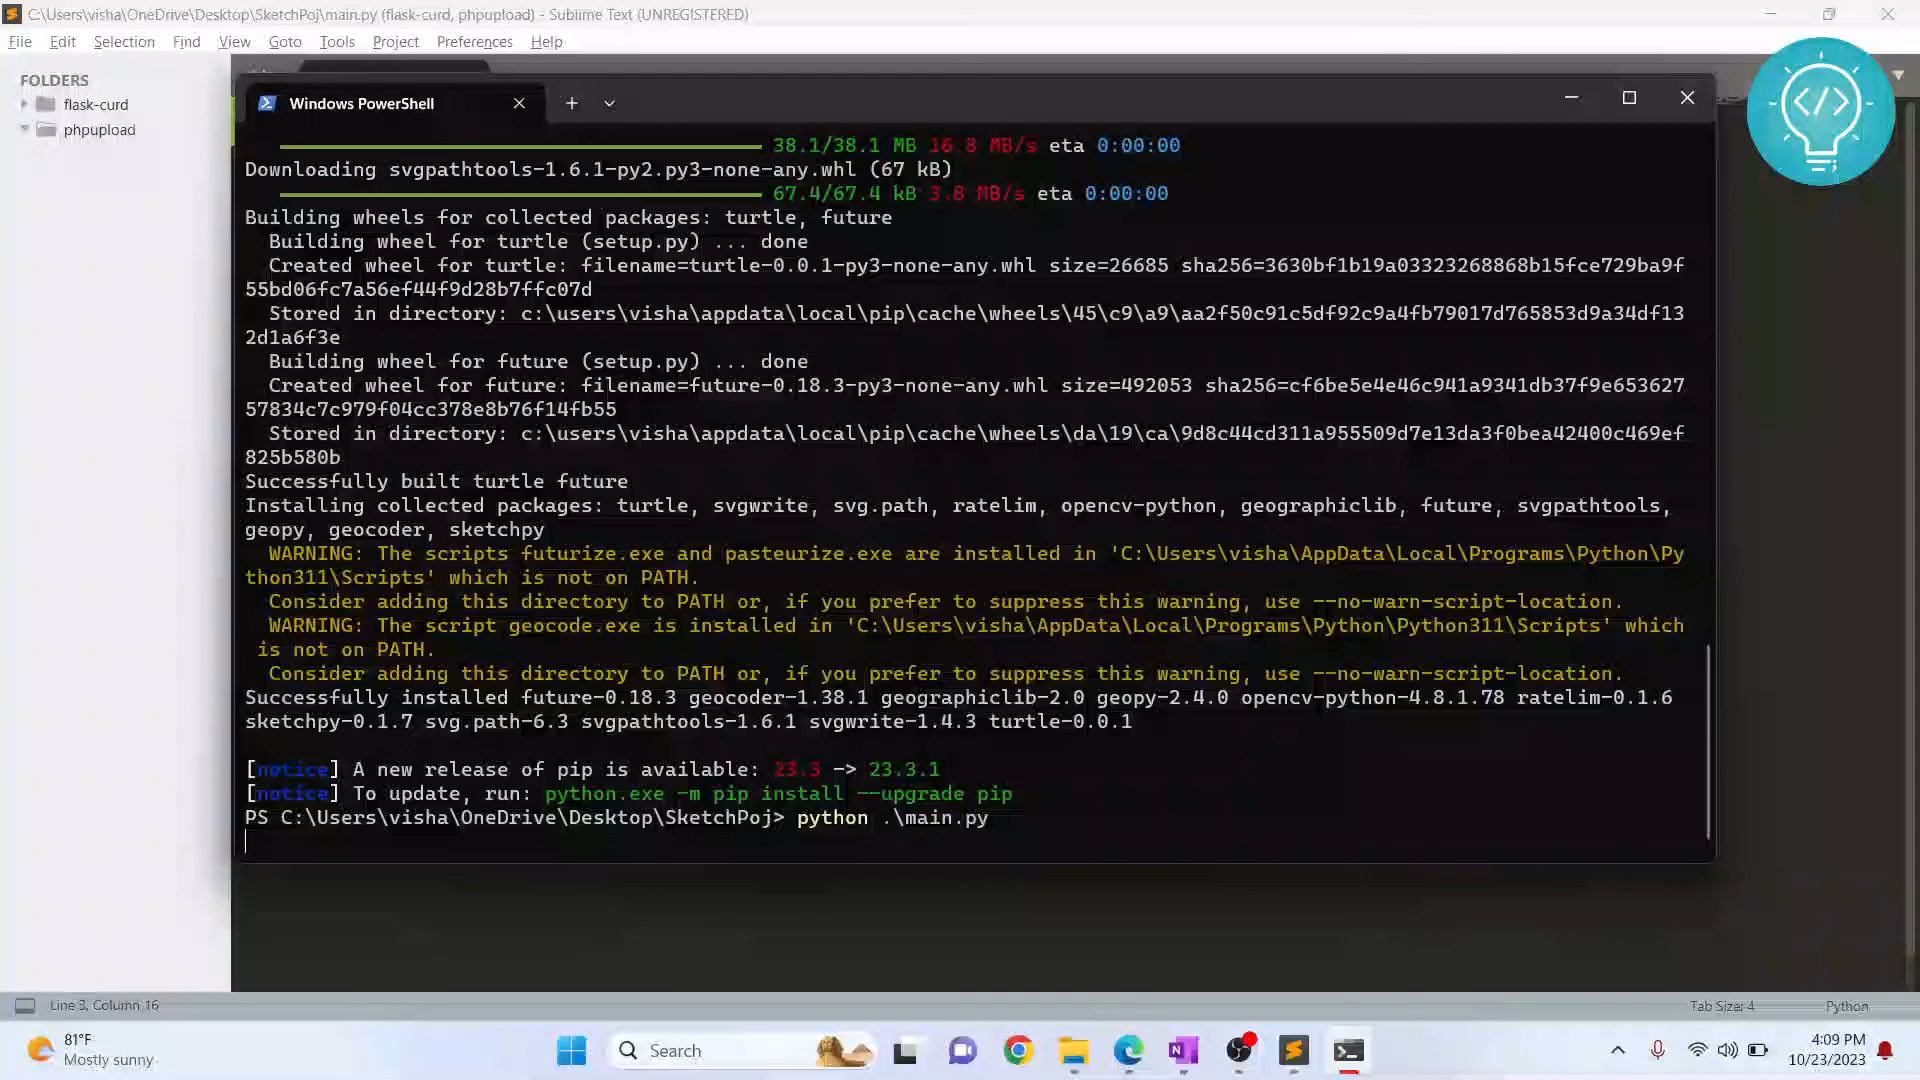 C:\Users\visha\OneDrive\Desktop\SketchPoj\main.py (flask-curd, phpupload) - Sublime Text (UNREGISTERED)
File Edit Selection Find View Goto Tools Project Preferences Help
FOLDERS
flask-curd
phpupload
Windows PowerShell
38.1/38.1 MB 16.8 MB/s eta 0:00:00
Downloading svgpathtools-1.6.1-py2.py3-none-any.whl (67 kB)
67.4/67.4 kB 3.8 MB/s eta 0:00:00
Building wheels for collected packages: turtle, future
Building wheel for turtle (setup.py) ... done
Created wheel for turtle: filename=turtle-0.0.1-py3-none-any.whl size=26685 sha256=3630bf1b19a03323268868b15fce729ba9f
55bd06fc7a56ef44f9d28b7ffc07d
Stored in directory: c:\users\visha\appdata\local\pip\cache\wheels\45\c9\a9\aa2f50c91c5df92c9a4fb79017d765853d9a34df13
2d1a6f3e
Building wheel for future (setup.py) ... done
Created wheel for future: filename=future-0.18.3-py3-none-any.whl size=492053 sha256=cf6be5e4e46c941a9341db37f9e653627
57834c7c979f04cc378e8b76f14fb55
Stored in directory: c:\users\visha\appdata\local\pip\cache\wheels\da\19\ca\9d8c44cd311a955509d7e13da3f0bea42400c469ef
825b580b
Successfully built turtle future
Installing collected packages: turtle, svgwrite, svg.path, ratelim, opencv-python, geographiclib, future, svgpathtools,
geopy, geocoder, sketchpy
WARNING: The scripts futurize.exe and pasteurize.exe are installed in 'C:\Users\visha\AppData\Local\Programs\Python\Py
thon311\Scripts' which is not on PATH.
Consider adding this directory to PATH or, if you prefer to suppress this warning, use --no-warn-script-location.
WARNING: The script geocode.exe is installed in 'C:\Users\visha\AppData\Local\Programs\Python\Python311\Scripts' which
is not on PATH.
Consider adding this directory to PATH or, if you prefer to suppress this warning, use --no-warn-script-location.
Successfully installed future-0.18.3 geocoder-1.38.1 geographiclib-2.0 geopy-2.4.0 opencv-python-4.8.1.78 ratelim-0.1.6
sketchpy-0.1.7 svg.path-6.3 svgpathtools-1.6.1 svgwrite-1.4.3 turtle-0.0.1
[notice] A new release of pip is available: 23.3 -> 23.3.1
[notice] To update, run: python.exe -m pip install --upgrade pip
PS C:\Users\visha\OneDrive\Desktop\SketchPoj> python .\main.py
Line 3, Column 16
Tab Size: 4
Python
81°F
Mostly sunny
Search
4:09 PM
10/23/2023